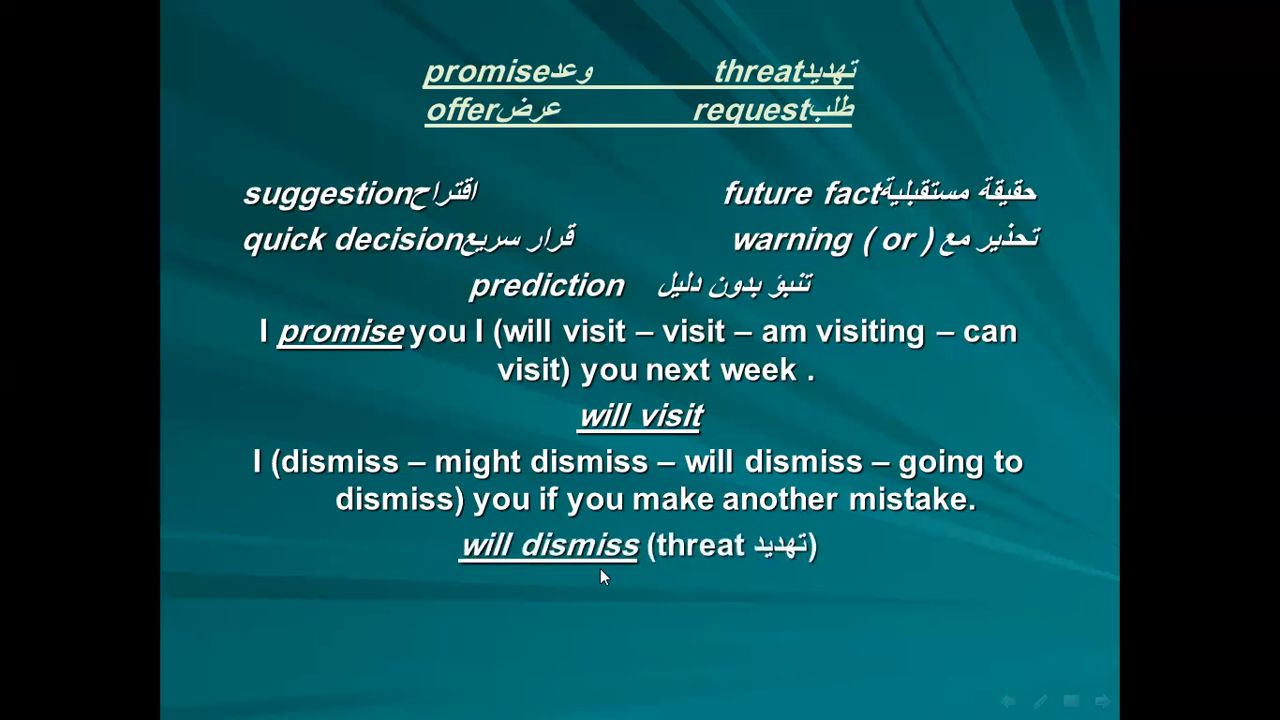 promiseوعد threatتهديد
offerعرض requestطلب
suggestionاقتراح future factحقيقة مستقبلية
quick decisionقرار سريع warning ( or ) تحذير مع
prediction تنبؤ بدون دليل
I promise you I (will visit – visit – am visiting – can
visit) you next week .
will visit
I (dismiss – might dismiss – will dismiss – going to
dismiss) you if you make another mistake.
will dismiss (threat تهديد)